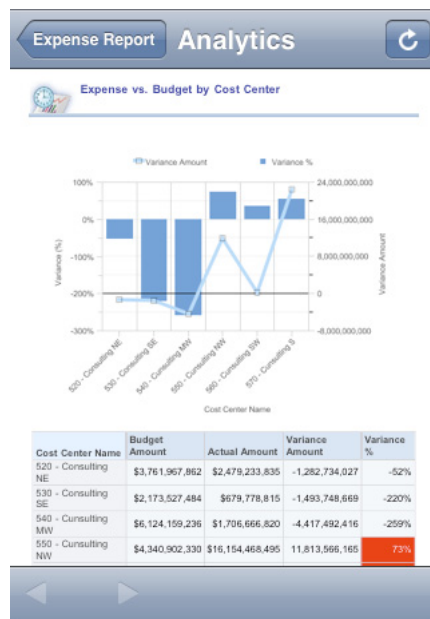 Expense Report
Analytics
Expense vs. Budget by Cost Center
Variance Amount
Variance %
100%
0%
-100%
-200%
-300%
Variance (%)
24,000,000,000
16,000,000,000
8,000,000,000
0
-8,000,000,000
Variance Amount
520 - Consulting NE
530 - Consulting SE
540 - Consulting MW
550 - Consulting NW
560 - Consulting SW
570 - Consulting S
Cost Center Name
Cost Center Name Budget Amount Actual Amount Variance Amount Variance %
520 - Consulting NE $3,761,967,862 $2,479,233,835 -1,282,734,027 -52%
530 - Consulting SE $2,173,527,484 $679,778,815 -1,493,748,669 -220%
540 - Consulting MW $6,124,159,236 $1,706,666,820 -4,417,492,416 -259%
550 - Consulting NW $4,340,902,330 $16,154,468,495 11,813,566,165 73%